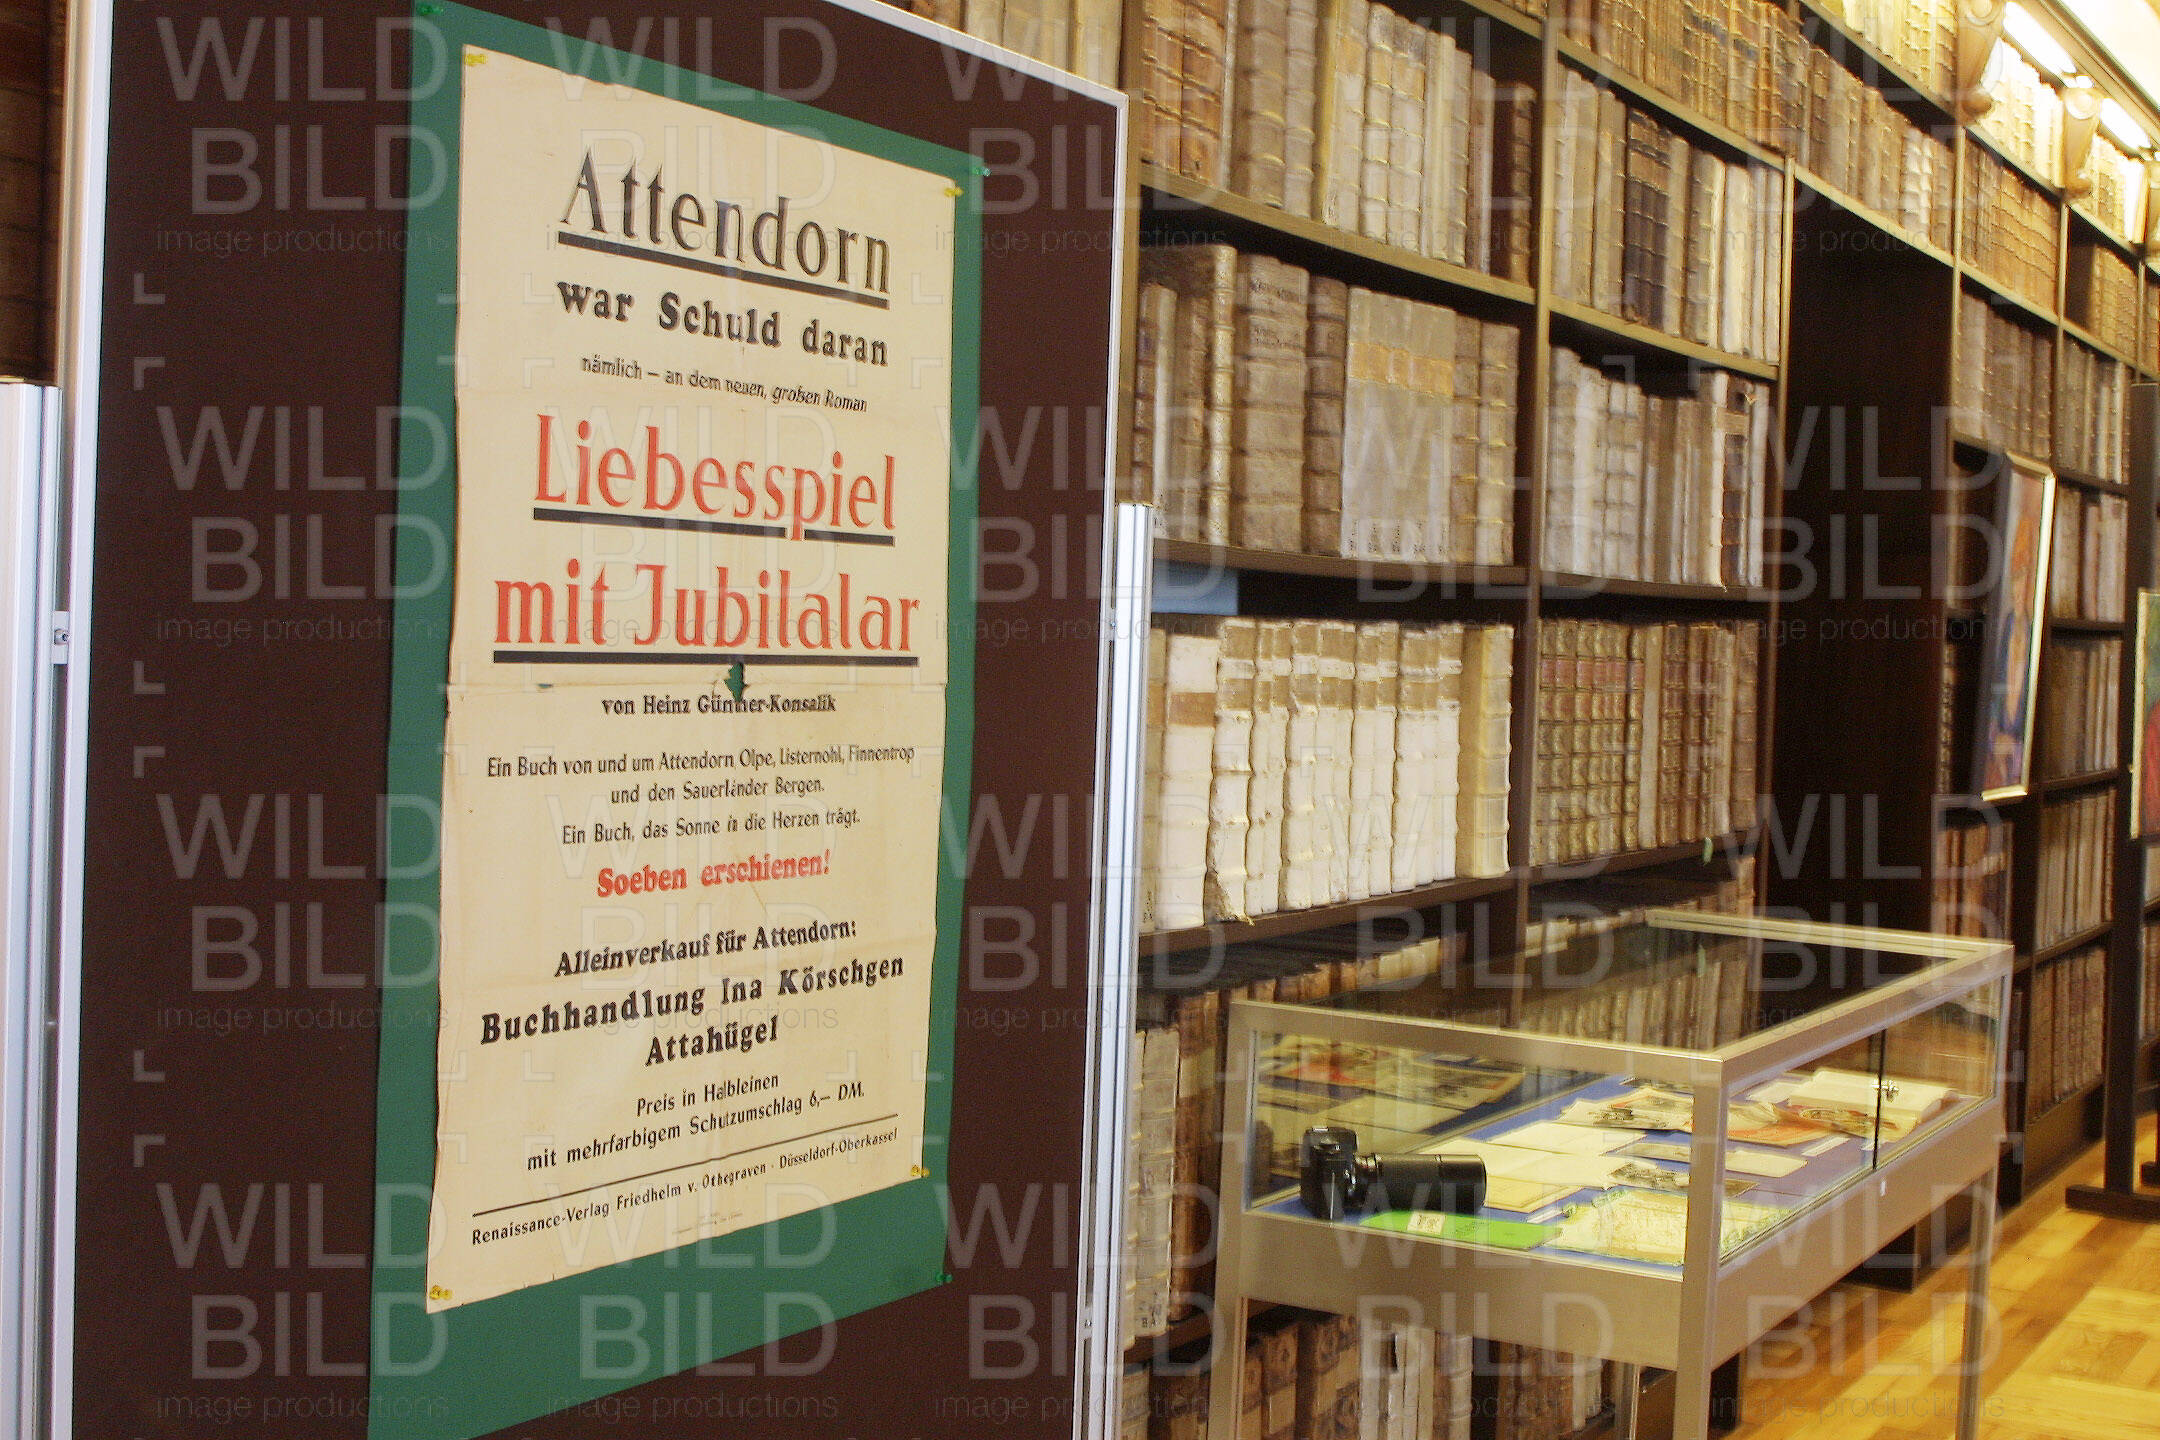 Attendorn
war Schuld daran
nämlich – an dem neuen, großen Roman
Liebesspiel
mit Jubilalar
von Heinz Günther-Konsalik
Ein Buch von und um Attendorn, Olpe, Listernohl, Finnentrop
und den Sauerländer Bergen.
Ein Buch, das Sonne in die Herzen trägt.
Soeben erschienen!
Alleinverkauf für Attendorn:
Buchhandlung Ina Körschgen
Attahügel
Preis in Halbleinen
mit mehrfarbigem Schutzumschlag 6,– DM.
Renaissance-Verlag Friedhelm v. Othegraven · Düsseldorf-Oberkassel
WILD
BILD
image productions